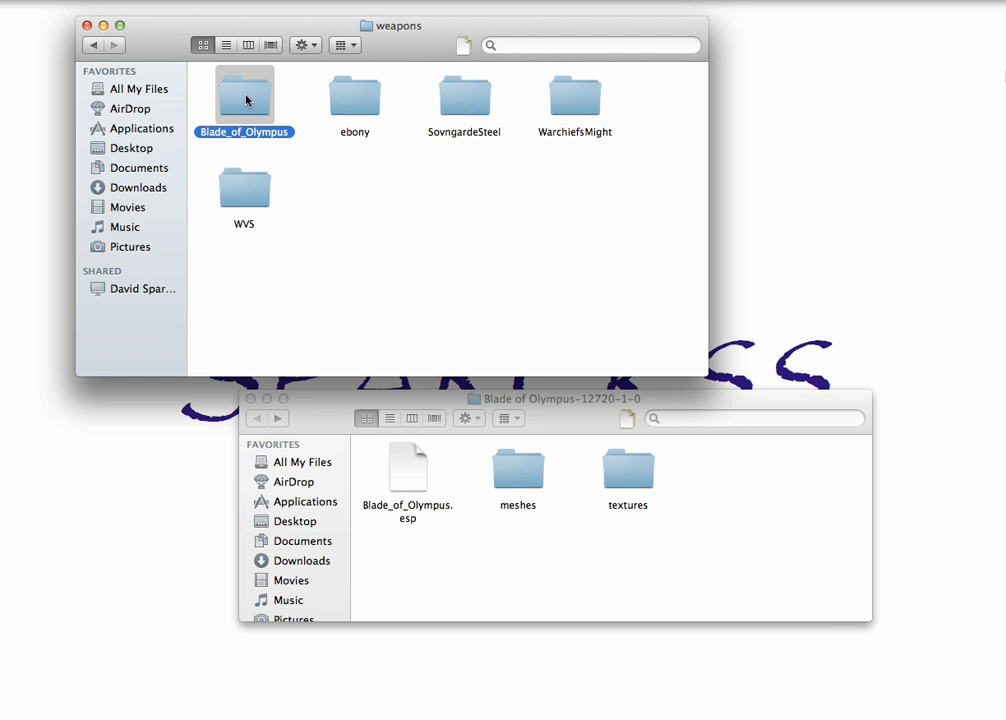 weapons
FAVORITES
All My Files
AirDrop
Applications
Desktop
Documents
Downloads
Movies
Music
Pictures
SHARED
David Spar...
Blade_of_Olympus
ebony
SovngardeSteel
WarchiefsMight
WVS
Blade of Olympus-12720-1-0
FAVORITES
All My Files
AirDrop
Applications
Desktop
Documents
Downloads
Movies
Music
Pictures
Blade_of_Olympus.
esp
meshes
textures